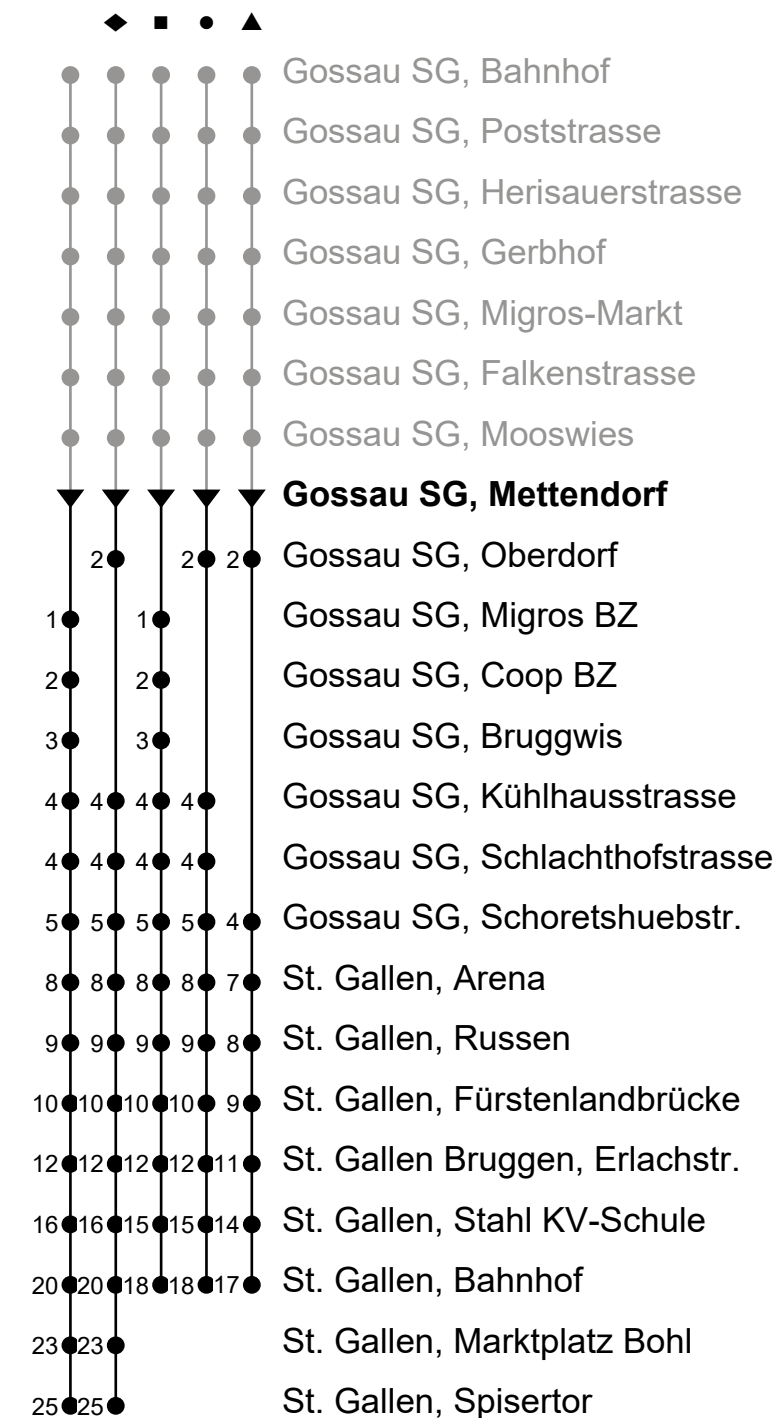 Gossau SG, Bahnhof
Gossau SG, Poststrasse
Gossau SG, Herisauerstrasse
Gossau SG, Gerbhof
Gossau SG, Migros-Markt
Gossau SG, Falkenstrasse
Gossau SG, Mooswies
Gossau SG, Mettendorf
2 2 2 Gossau SG, Oberdorf
1 1 Gossau SG, Migros BZ
2 2 Gossau SG, Coop BZ
3 3 Gossau SG, Bruggwis
4 4 4 4 Gossau SG, Kühlhausstrasse
4 4 4 4 Gossau SG, Schlachthofstrasse
5 5 5 5 4 Gossau SG, Schoretshuebstr.
8 8 8 8 7 St. Gallen, Arena
9 9 9 9 8 St. Gallen, Russen
10 10 10 10 9 St. Gallen, Fürstenlandbrücke
12 12 12 12 11 St. Gallen Bruggen, Erlachstr.
16 16 15 15 14 St. Gallen, Stahl KV-Schule
20 20 18 18 17 St. Gallen, Bahnhof
23 23 St. Gallen, Marktplatz Bohl
25 25 St. Gallen, Spisertor